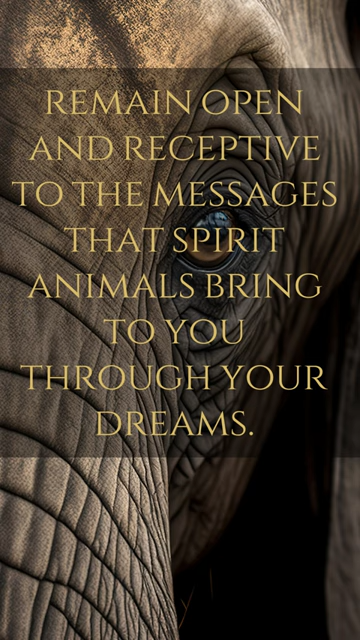 REMAIN OPEN
AND RECEPTIVE
TO THE MESSAGES
THAT SPIRIT
ANIMALS BRING
TO YOU
THROUGH YOUR
DREAMS.